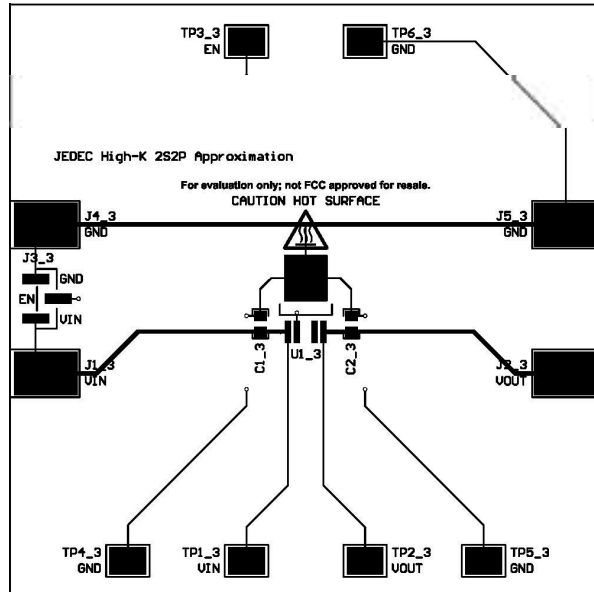 TP3_3
EN
TP6_3
GND
JEDEC High-K 2S2P Approximation
For evaluation only; not FCC approved for resale.
CAUTION HOT SURFACE
J4_3
GND
J5_3
GND
J3_3
GND
EN
VIN
C1_3
U1_3
C2_3
J1_3
VIN
J2_3
VOUT
TP4_3
GND
TP1_3
VIN
TP2_3
VOUT
TP5_3
GND